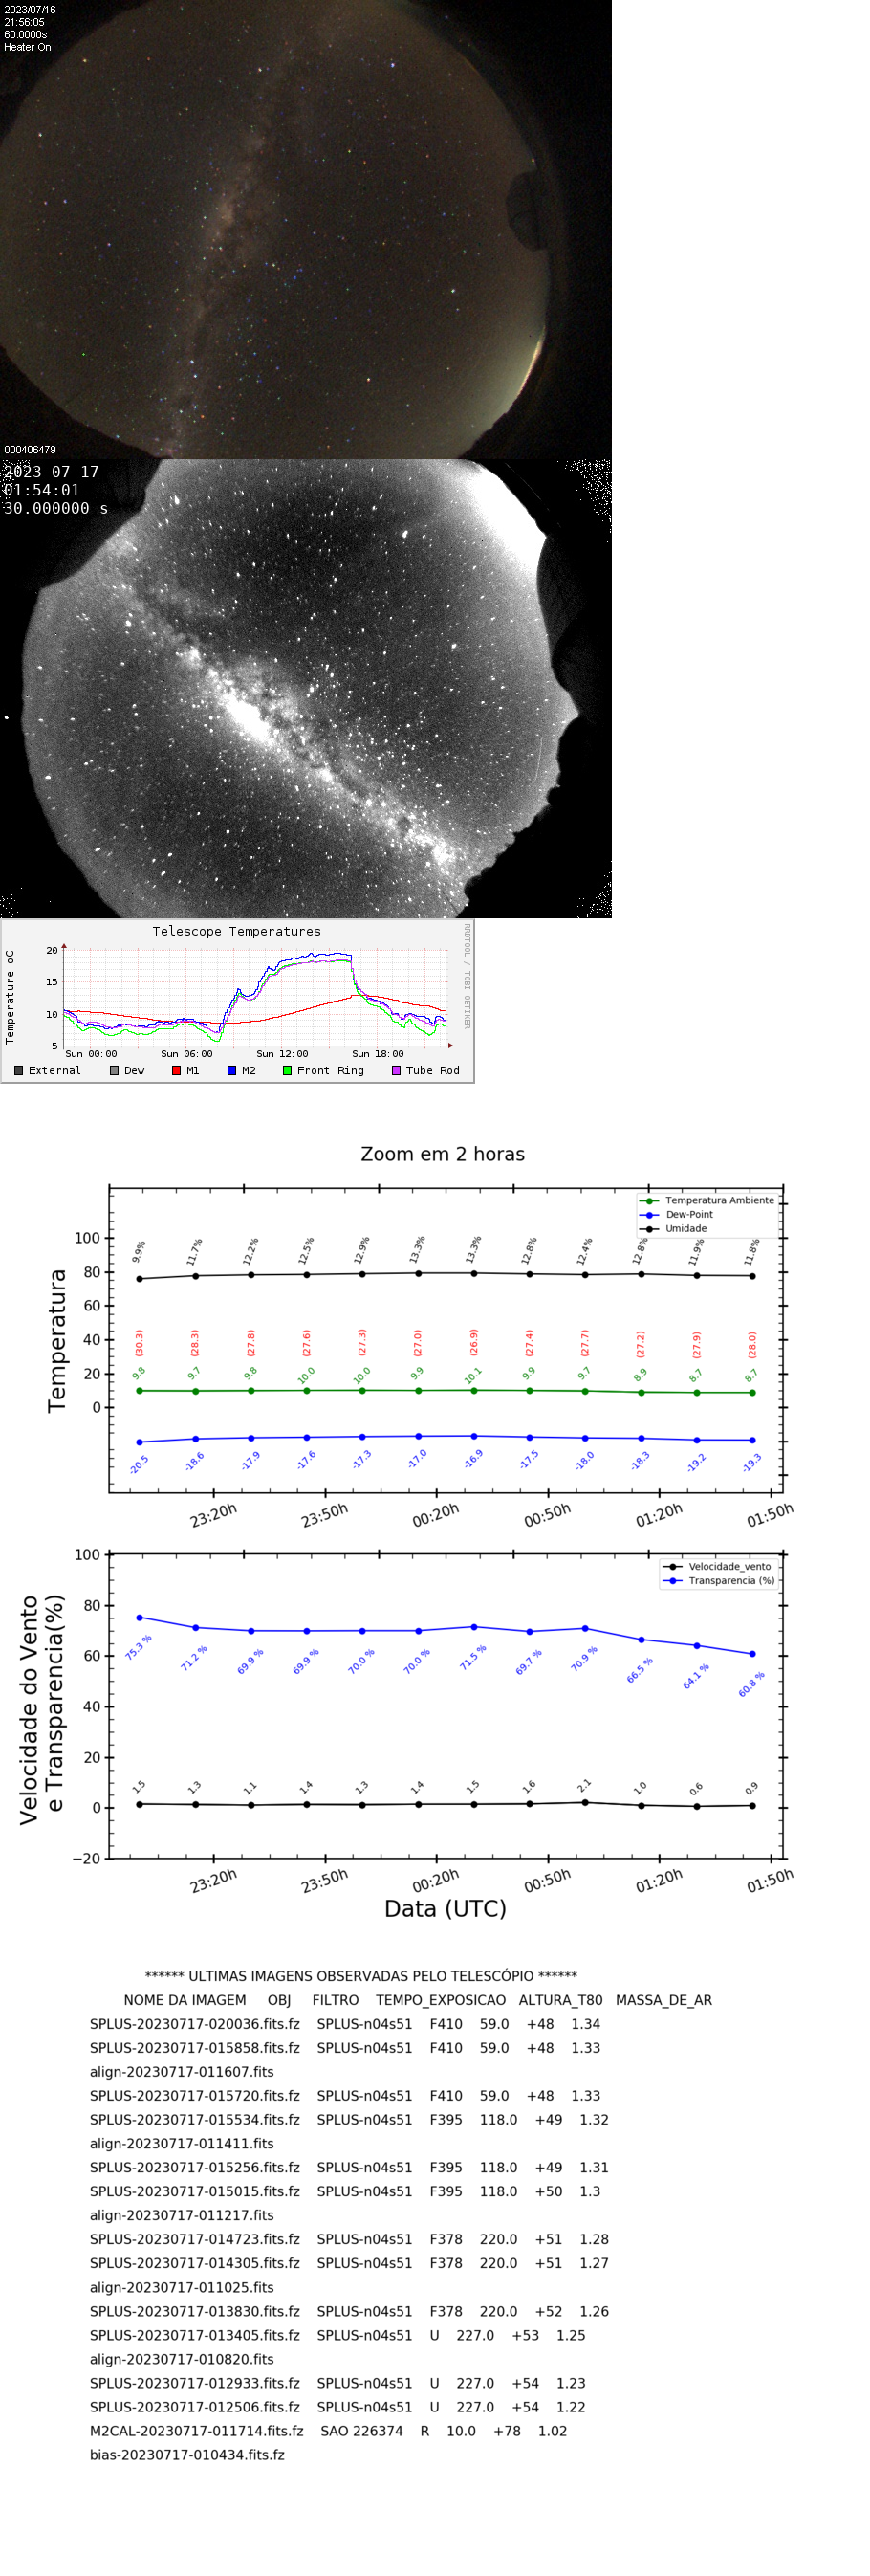 2023/07/16
21:56:05
60.0000s
Heater On
000406479
2023-07-17
01:54:01
30.000000 s
Telescope Temperatures
RRDTOOL / TOBI OETIKER
Temperature oC
20
15
10
5
Sun 00:00 Sun 06:00 Sun 12:00 Sun 18:00
External Dew M1 M2 Front Ring Tube Rod
Zoom em 2 horas
Temperatura Ambiente
Dew-Point
Umidade
Temperatura
100
80
60
40
20
0
9.9% 11.7% 12.2% 12.5% 12.9% 13.3% 13.3% 12.8% 12.4% 12.8% 11.9% 11.8%
(30.3) (28.3) (27.8) (27.6) (27.3) (27.0) (26.9) (27.4) (27.7) (27.2) (27.9) (28.0)
9.8 9.7 9.8 10.0 10.0 9.9 10.1 9.9 9.7 8.9 8.7 8.7
-20.5 -18.6 -17.9 -17.6 -17.3 -17.0 -16.9 -17.5 -18.0 -18.3 -19.2 -19.3
23:20h 23:50h 00:20h 00:50h 01:20h 01:50h
Velocidade_vento
Transparencia (%)
Velocidade do Vento
e Transparencia(%)
100
80
60
40
20
0
−20
75.3 % 71.2 % 69.9 % 69.9 % 70.0 % 70.0 % 71.5 % 69.7 % 70.9 % 66.5 % 64.1 % 60.8 %
1.5 1.3 1.1 1.4 1.3 1.4 1.5 1.6 2.1 1.0 0.6 0.9
23:20h 23:50h 00:20h 00:50h 01:20h 01:50h
Data (UTC)
****** ULTIMAS IMAGENS OBSERVADAS PELO TELESCÓPIO ******
NOME DA IMAGEM OBJ FILTRO TEMPO_EXPOSICAO ALTURA_T80 MASSA_DE_AR
SPLUS-20230717-020036.fits.fz SPLUS-n04s51 F410 59.0 +48 1.34
SPLUS-20230717-015858.fits.fz SPLUS-n04s51 F410 59.0 +48 1.33
align-20230717-011607.fits
SPLUS-20230717-015720.fits.fz SPLUS-n04s51 F410 59.0 +48 1.33
SPLUS-20230717-015534.fits.fz SPLUS-n04s51 F395 118.0 +49 1.32
align-20230717-011411.fits
SPLUS-20230717-015256.fits.fz SPLUS-n04s51 F395 118.0 +49 1.31
SPLUS-20230717-015015.fits.fz SPLUS-n04s51 F395 118.0 +50 1.3
align-20230717-011217.fits
SPLUS-20230717-014723.fits.fz SPLUS-n04s51 F378 220.0 +51 1.28
SPLUS-20230717-014305.fits.fz SPLUS-n04s51 F378 220.0 +51 1.27
align-20230717-011025.fits
SPLUS-20230717-013830.fits.fz SPLUS-n04s51 F378 220.0 +52 1.26
SPLUS-20230717-013405.fits.fz SPLUS-n04s51 U 227.0 +53 1.25
align-20230717-010820.fits
SPLUS-20230717-012933.fits.fz SPLUS-n04s51 U 227.0 +54 1.23
SPLUS-20230717-012506.fits.fz SPLUS-n04s51 U 227.0 +54 1.22
M2CAL-20230717-011714.fits.fz SAO 226374 R 10.0 +78 1.02
bias-20230717-010434.fits.fz